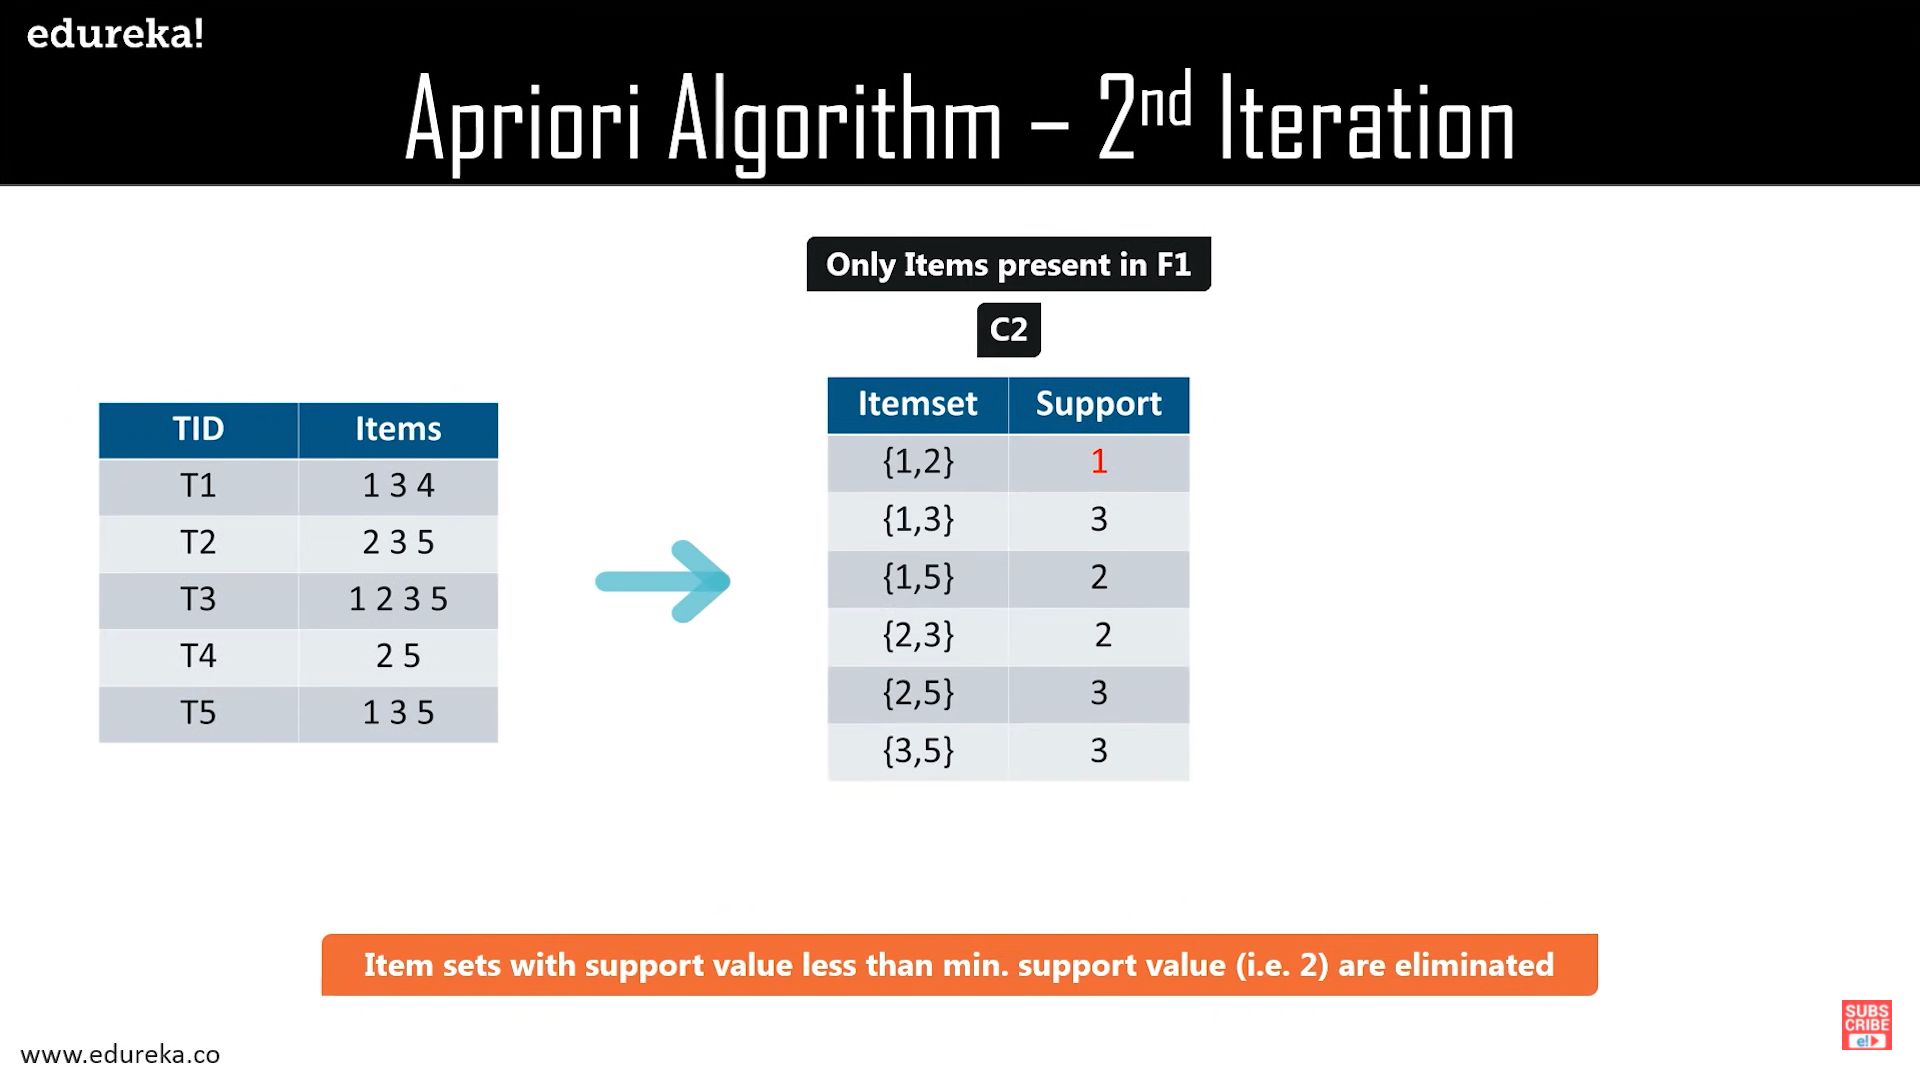 edureka!
Apriori Algorithm – 2nd Iteration
Only Items present in F1
C2
TID Items
T1 1 3 4
T2 2 3 5
T3 1 2 3 5
T4 2 5
T5 1 3 5
Itemset Support
{1,2} 1
{1,3} 3
{1,5} 2
{2,3} 2
{2,5} 3
{3,5} 3
Item sets with support value less than min. support value (i.e. 2) are eliminated
SUBS
CRIBE
e!
www.edureka.co